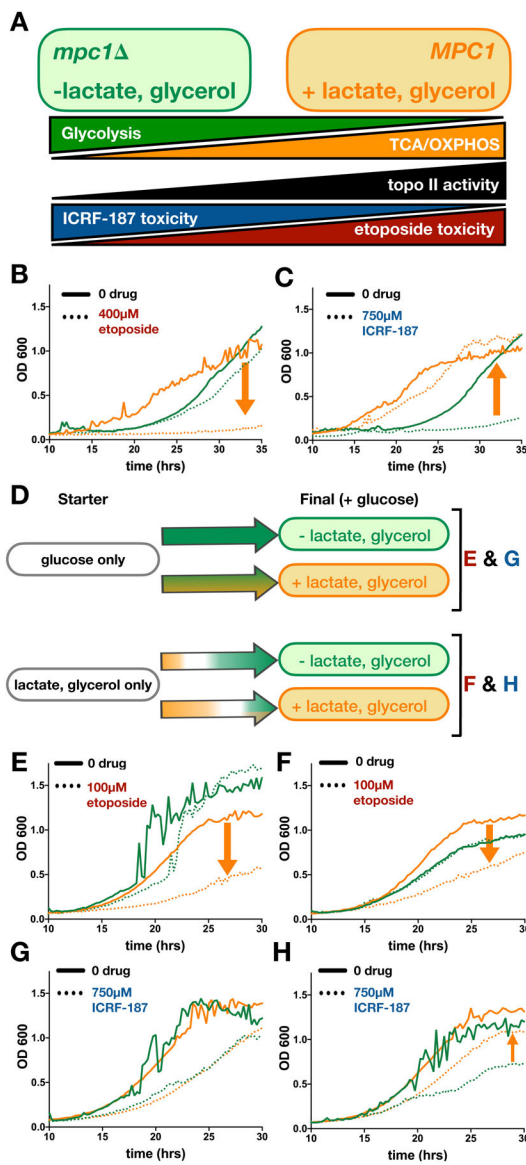 A
mpc1Δ
-lactate, glycerol
MPC1
+ lactate, glycerol
Glycolysis
TCA/OXPHOS
topo II activity
ICRF-187 toxicity
etoposide toxicity
B
0 drug
400µM
etoposide
OD 600
1.5
1.0
0.5
0.0
10 15 20 25 30 35
time (hrs)
C
0 drug
750µM
ICRF-187
OD 600
1.5
1.0
0.5
0.0
10 15 20 25 30 35
time (hrs)
D
Starter
Final (+ glucose)
glucose only
- lactate, glycerol
+ lactate, glycerol
E & G
lactate, glycerol only
- lactate, glycerol
+ lactate, glycerol
F & H
E
0 drug
100µM
etoposide
OD 600
1.5
1.0
0.5
0.0
10 15 20 25 30
time (hrs)
F
0 drug
100µM
etoposide
OD 600
1.5
1.0
0.5
0.0
10 15 20 25 30
time (hrs)
G
0 drug
750µM
ICRF-187
OD 600
1.5
1.0
0.5
0.0
10 15 20 25 30
time (hrs)
H
0 drug
750µM
ICRF-187
OD 600
1.5
1.0
0.5
0.0
10 15 20 25 30
time (hrs)